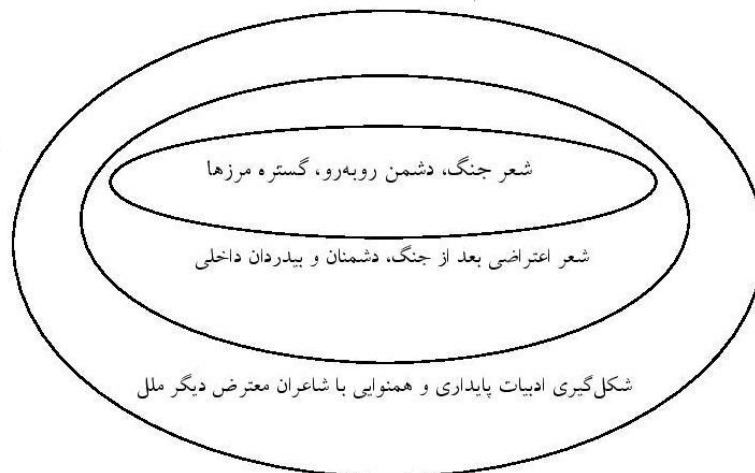 شعر جنگ، دشمن روبه‌رو، گستره مرزها
شعر اعتراضی بعد از جنگ، دشمنان و بیدردان داخلی
شکل‌گیری ادبیات پایداری و همنوایی با شاعران معترض دیگر ملل